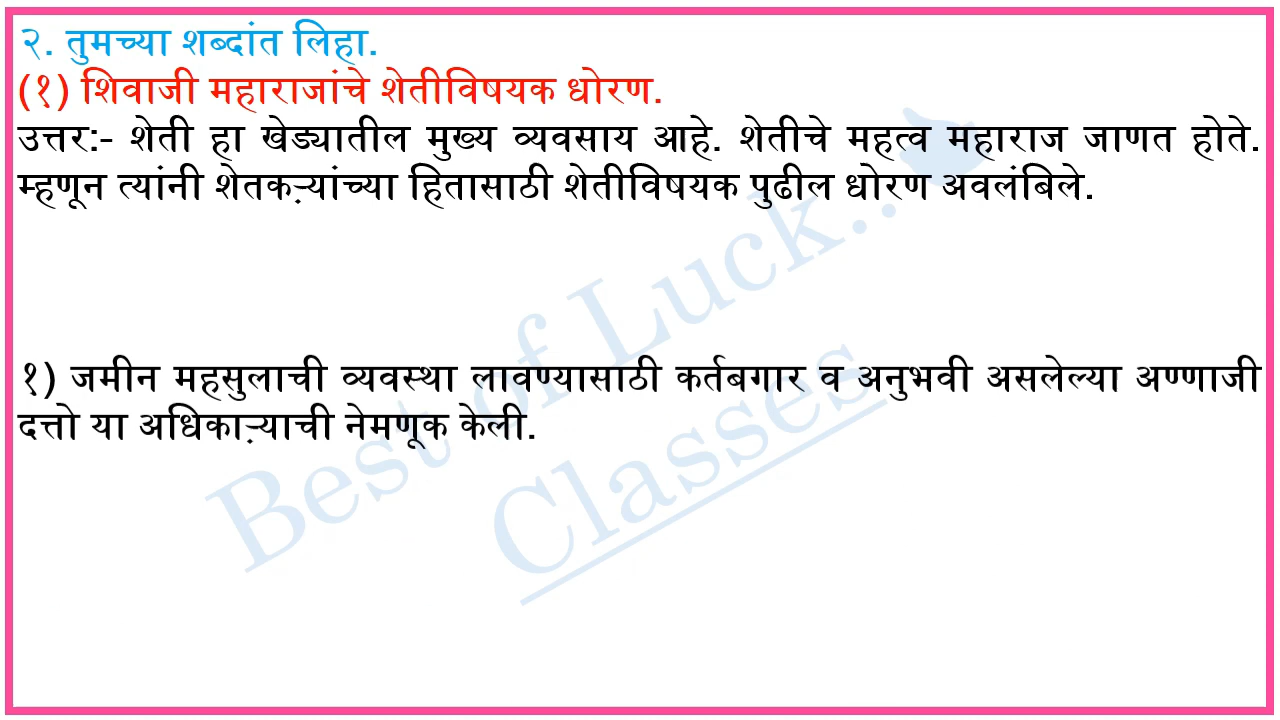 २. तुमच्या शब्दांत लिहा.
(१) शिवाजी महाराजांचे शेतीविषयक धोरण.
उत्तर:- शेती हा खेड्यातील मुख्य व्यवसाय आहे. शेतीचे महत्व महाराज जाणत होते.
म्हणून त्यांनी शेतकऱ्यांच्या हितासाठी शेतीविषयक पुढील धोरण अवलंबिले.
१) जमीन महसुलाची व्यवस्था लावण्यासाठी कर्तबगार व अनुभवी असलेल्या अण्णाजी
दत्तो या अधिकाऱ्याची नेमणूक केली.
Best of Luck..
Classes